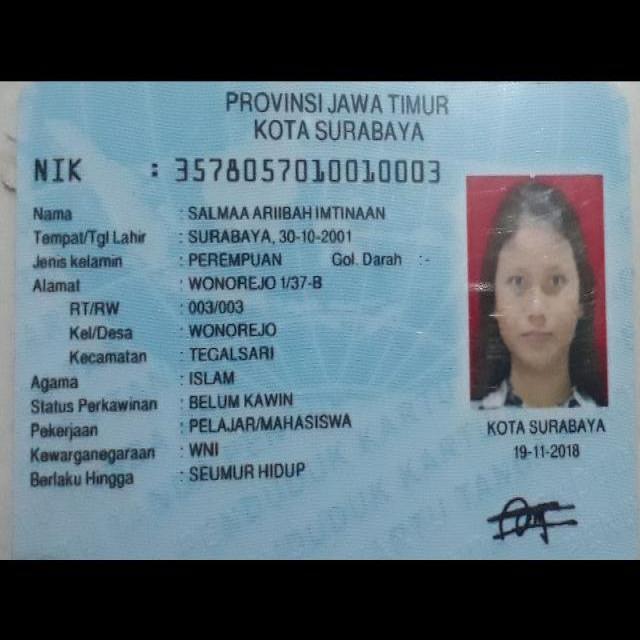 PROVINSI JAWA TIMUR
KOTA SURABAYA
NIK : 3578057010010003
Nama : SALMAA ARIIBAH IMTINAAN
Tempat/Tgl Lahir : SURABAYA, 30-10-2001
Jenis kelamin : PEREMPUAN Gol. Darah :-
Alamat : WONOREJO 1/37-B
RT/RW : 003/003
Kel/Desa : WONOREJO
Kecamatan : TEGALSARI
Agama : ISLAM
Status Perkawinan : BELUM KAWIN
Pekerjaan : PELAJAR/MAHASISWA
Kewarganegaraan : WNI
Berlaku Hingga : SEUMUR HIDUP
KOTA SURABAYA
19-11-2018